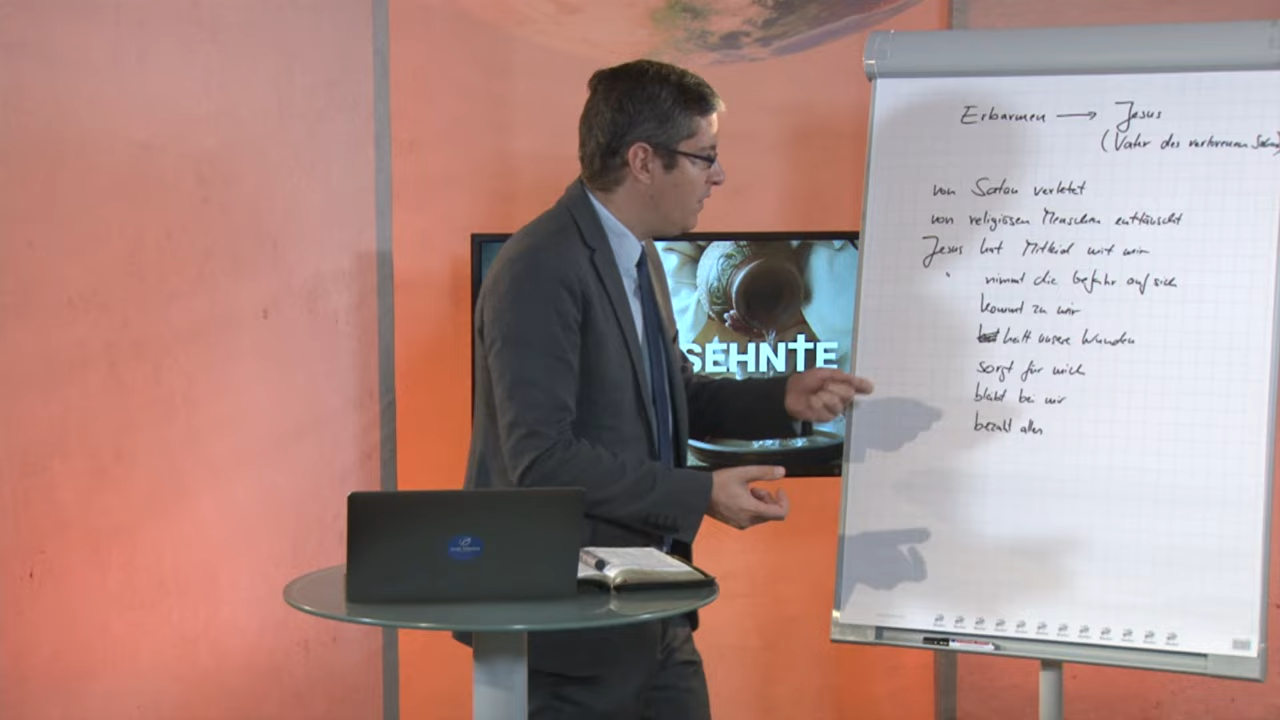 Erbarmen → Jesus
(Vater des verlorenen Sohnes
von Satan verletzt
von religiösen Menschen enttäuscht
Jesus hat Mitleid mit mir
" nimmt die Gefahr auf sich
kommt zu mir
heilt unsere Wunden
sorgt für mich
bleibt bei mir
bezahlt alles
SEHNTE